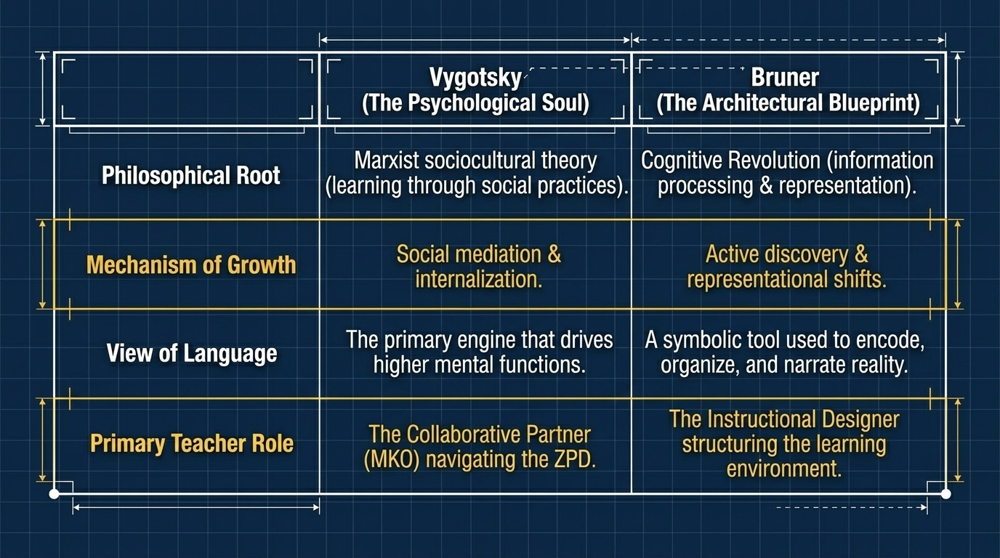 Vygotsky
(The Psychological Soul)
Bruner
(The Architectural Blueprint)
Philosophical Root
Marxist sociocultural theory
(learning through social practices).
Cognitive Revolution (information
processing & representation).
Mechanism of Growth
Social mediation &
internalization.
Active discovery &
representational shifts.
View of Language
The primary engine that drives
higher mental functions.
A symbolic tool used to encode,
organize, and narrate reality.
Primary Teacher Role
The Collaborative Partner
(MKO) navigating the ZPD.
The Instructional Designer
structuring the learning
environment.